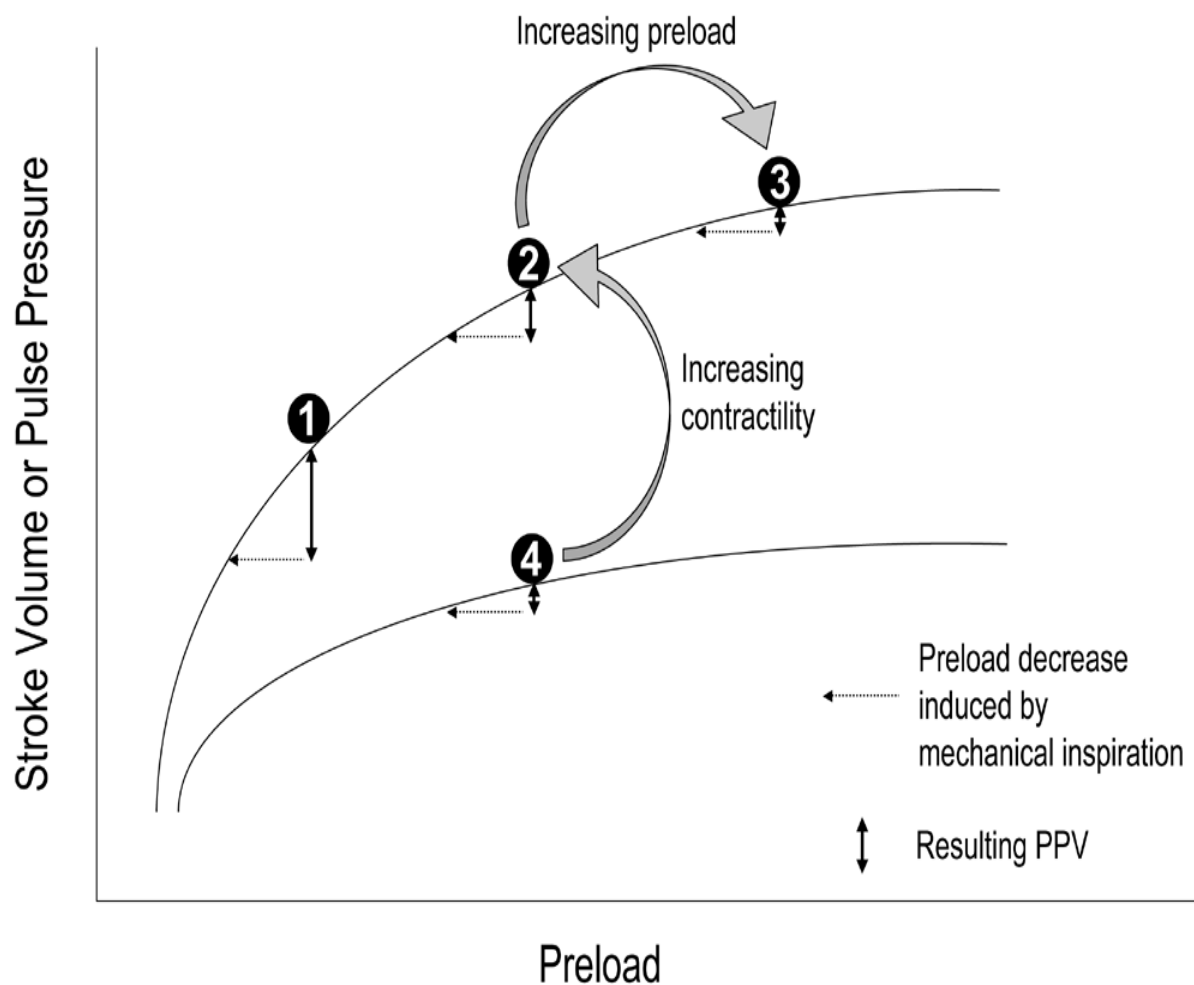 Increasing preload
Stroke Volume or Pulse Pressure
3
2
Increasing
contractility
1
4
Preload decrease
induced by
mechanical inspiration
Resulting PPV
Preload